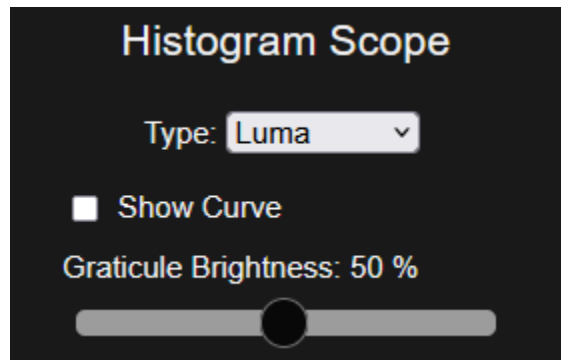 Histogram Scope
Type: Luma
Show Curve
Graticule Brightness: 50 %